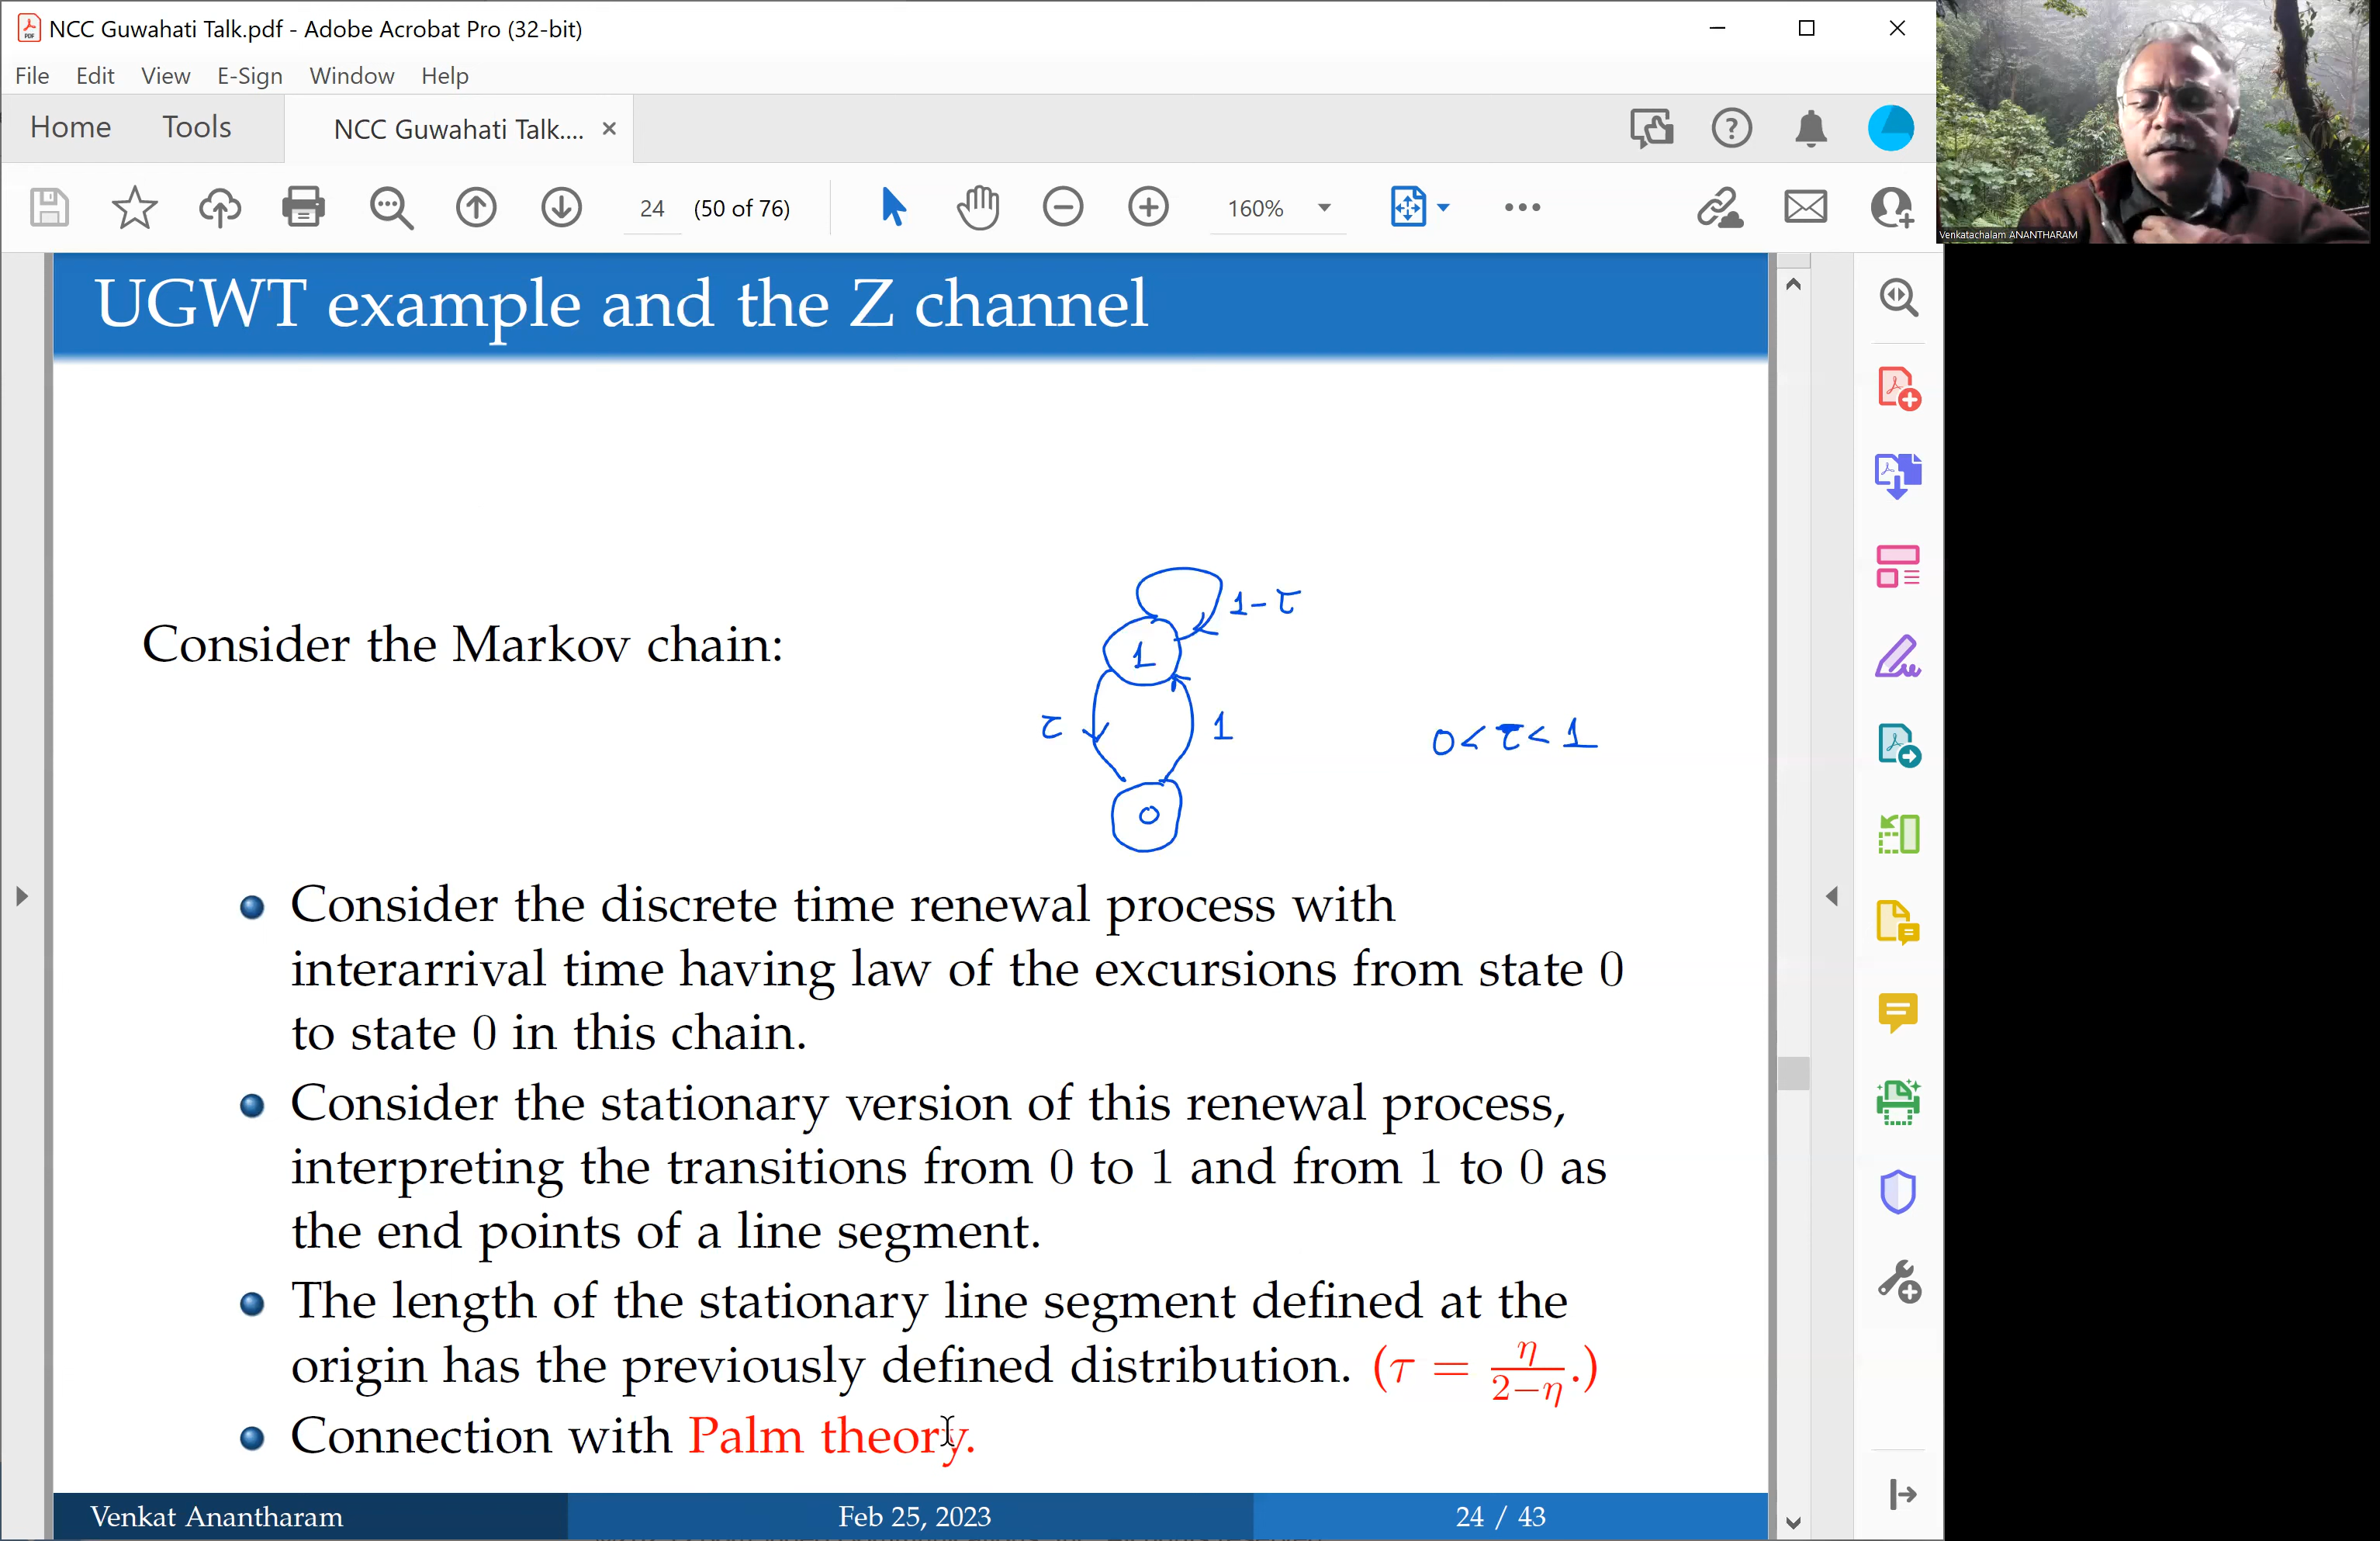 NCC Guwahati Talk.pdf - Adobe Acrobat Pro (32-bit)
File Edit View E-Sign Window Help
Home Tools NCC Guwahati Talk....
24 (50 of 76) 160%
Venkatachalam ANANTHARAM
UGWT example and the Z channel
Consider the Markov chain:
1-τ
1
τ
1
0<τ<1
0
Consider the discrete time renewal process with
interarrival time having law of the excursions from state 0
to state 0 in this chain.
Consider the stationary version of this renewal process,
interpreting the transitions from 0 to 1 and from 1 to 0 as
the end points of a line segment.
The length of the stationary line segment defined at the
origin has the previously defined distribution. (τ = η/(2−η).)
Connection with Palm theory.
Venkat Anantharam Feb 25, 2023 24 / 43